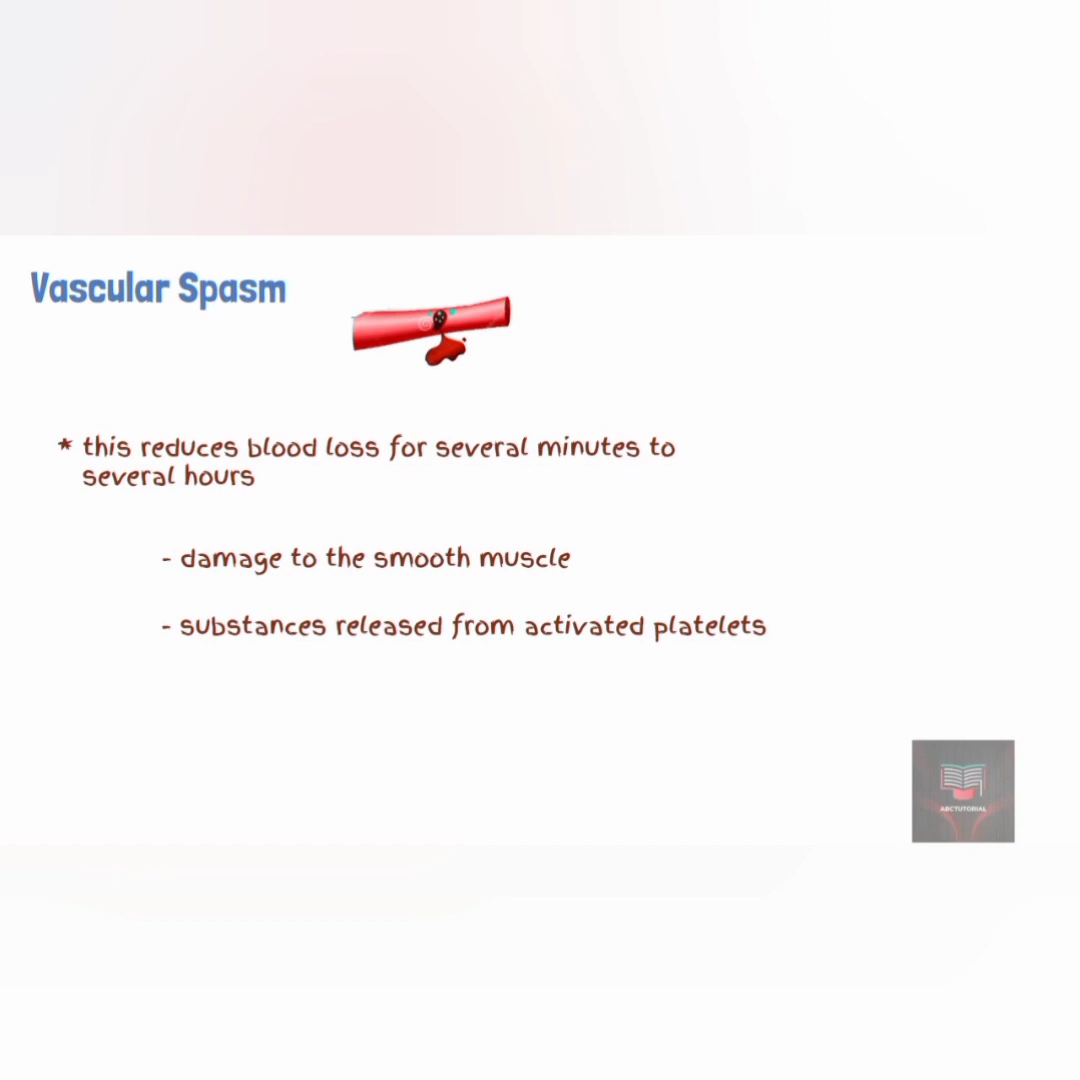 Vascular Spasm
* this reduces blood loss for several minutes to
several hours
- damage to the smooth muscle
- substances released from activated platelets
ABCTUTORIAL